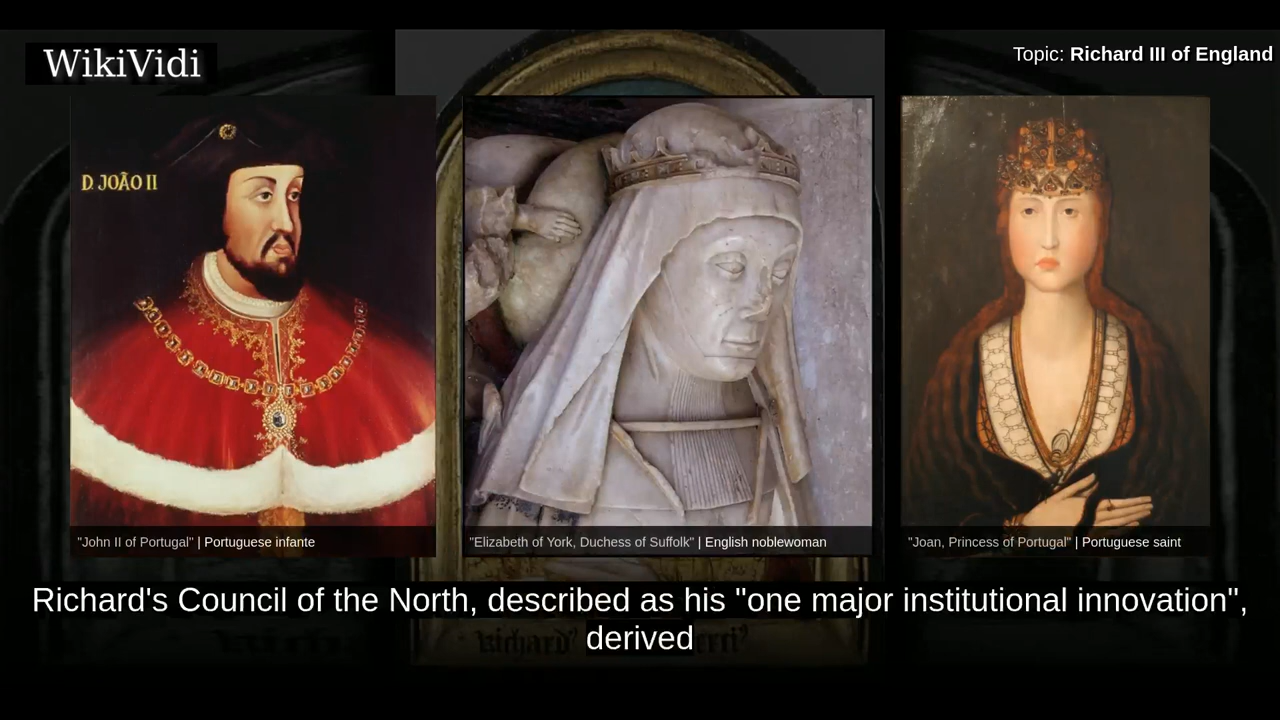 WikiVidi
Topic: Richard III of England
D. JOÃO II
"John II of Portugal" | Portuguese infante
"Elizabeth of York, Duchess of Suffolk" | English noblewoman
"Joan, Princess of Portugal" | Portuguese saint
Richard's Council of the North, described as his "one major institutional innovation",
derived